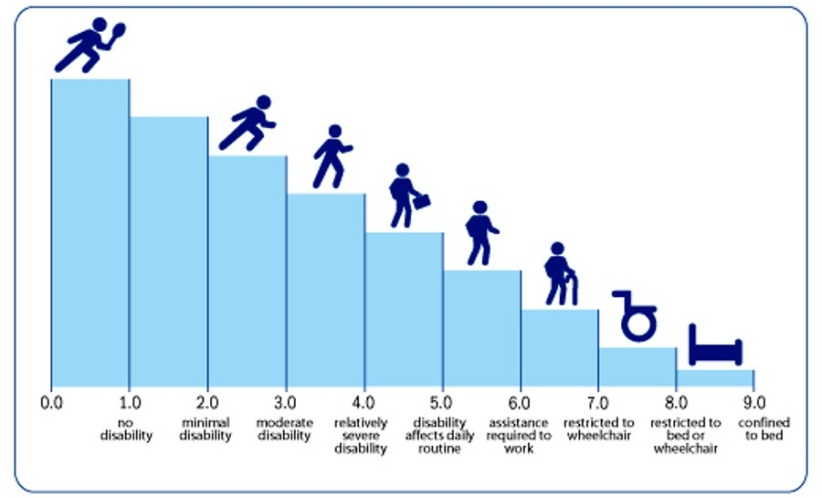 0.0 1.0 2.0 3.0 4.0 5.0 6.0 7.0 8.0 9.0
no
disability
minimal
disability
moderate
disability
relatively
severe
disability
disability
affects daily
routine
assistance
required to
work
restricted to
wheelchair
restricted to
bed or
wheelchair
confined
to bed